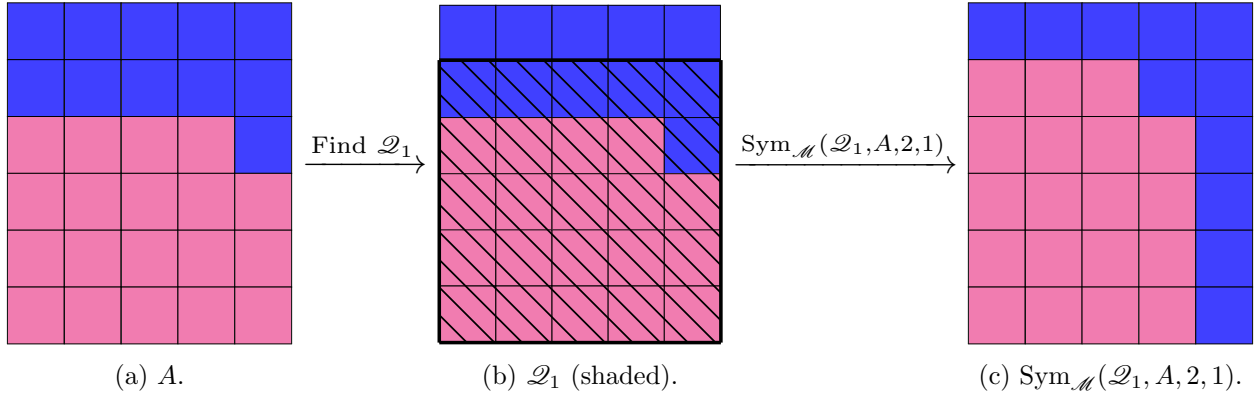 Find 𝒬₁
Sym_ℳ(𝒬₁,A,2,1)
(a) A.
(b) 𝒬₁ (shaded).
(c) Sym_ℳ(𝒬₁, A, 2, 1).